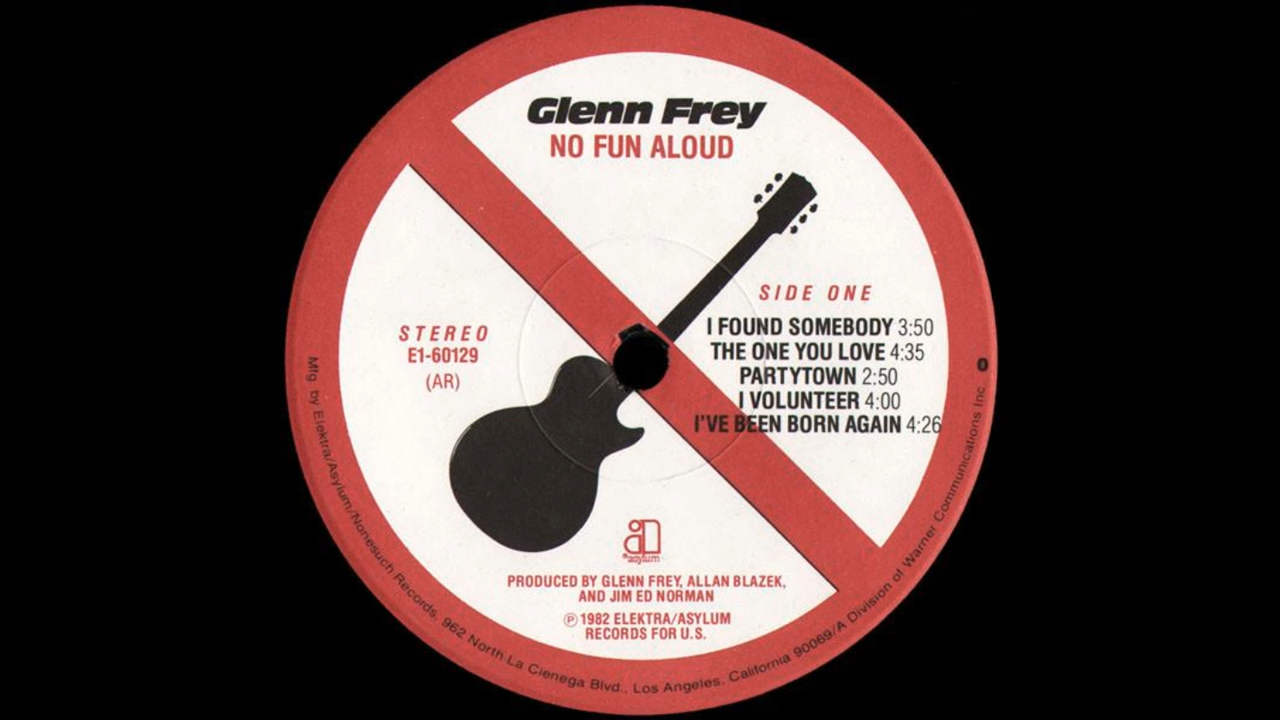 Glenn Frey
NO FUN ALOUD
SIDE ONE
I FOUND SOMEBODY 3:50
THE ONE YOU LOVE 4:35
PARTYTOWN 2:50
I VOLUNTEER 4:00
I'VE BEEN BORN AGAIN 4:26
STEREO
E1-60129
(AR)
asylum
PRODUCED BY GLENN FREY, ALLAN BLAZEK,
AND JIM ED NORMAN
Ⓟ 1982 ELEKTRA/ASYLUM
RECORDS FOR U.S.
Mfg. by Elektra/Asylum/Nonesuch Records, 962 North La Cienega Blvd., Los Angeles, California 90069/A Division of Warner Communications Inc
0